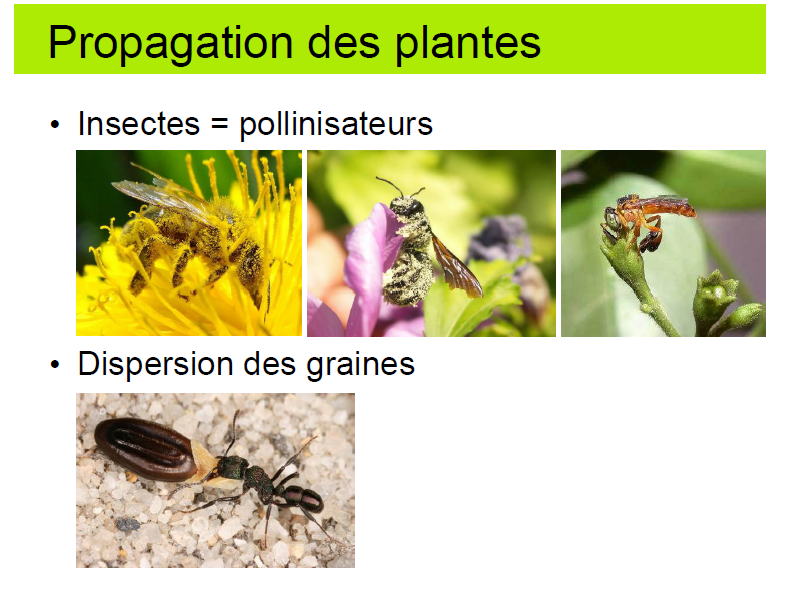 Propagation des plantes
• Insectes = pollinisateurs
• Dispersion des graines